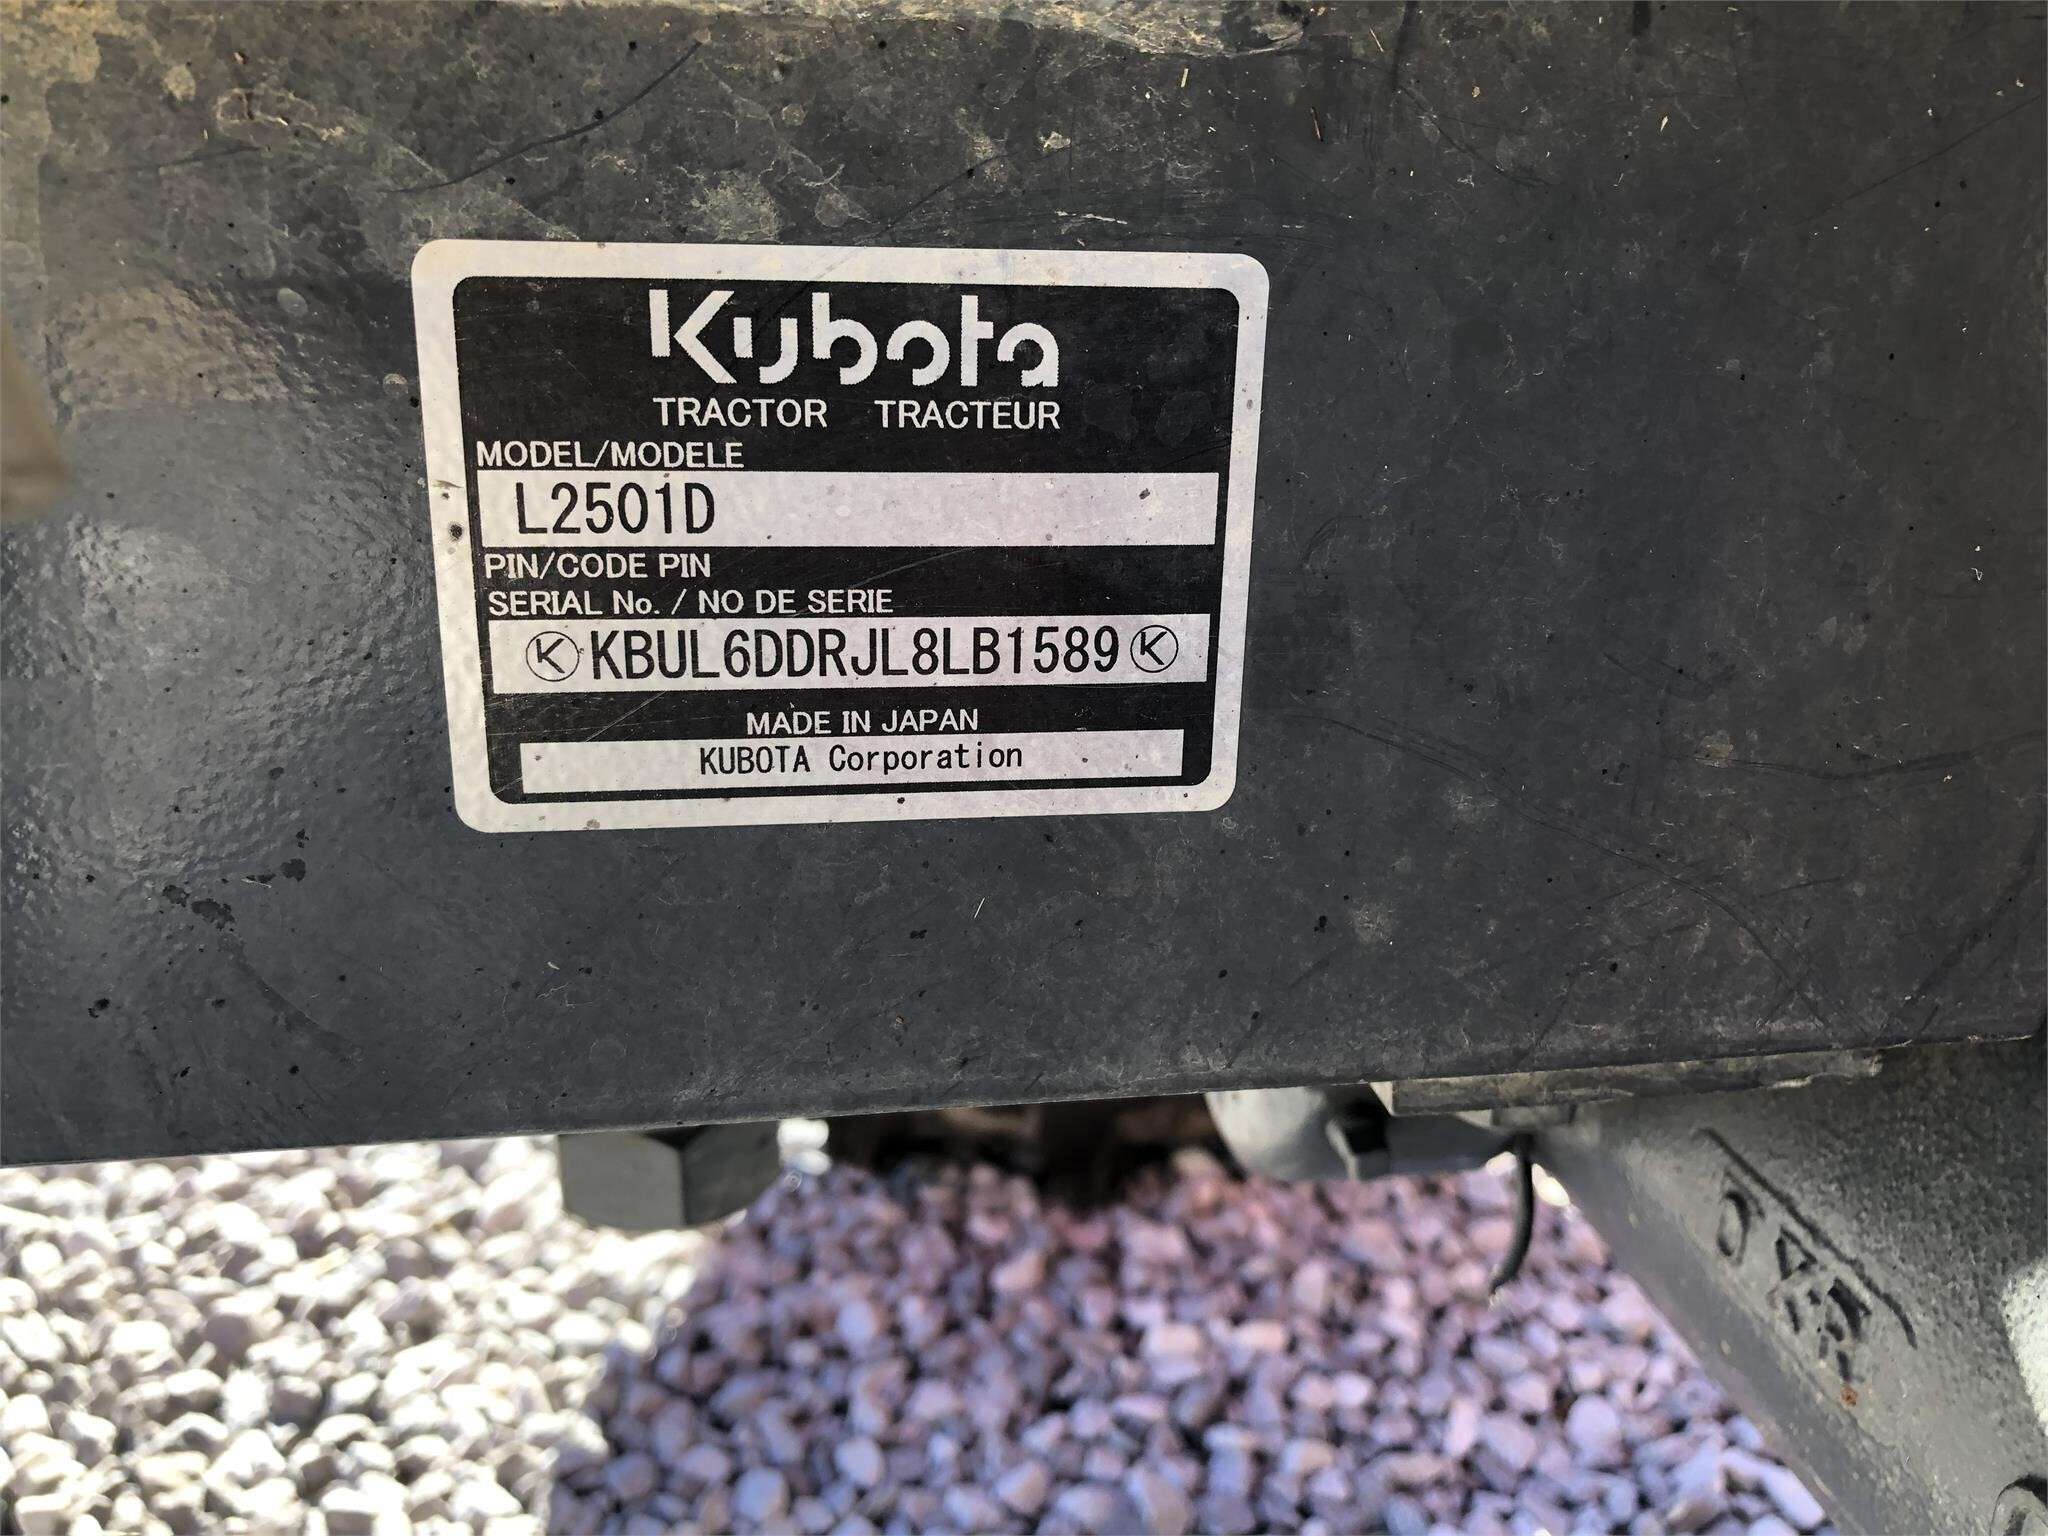 Kubota
TRACTOR TRACTEUR
MODEL/MODELE
L2501D
PIN/CODE PIN
SERIAL No. / NO DE SERIE
K KBUL6DDRJL8LB1589 K
MADE IN JAPAN
KUBOTA Corporation